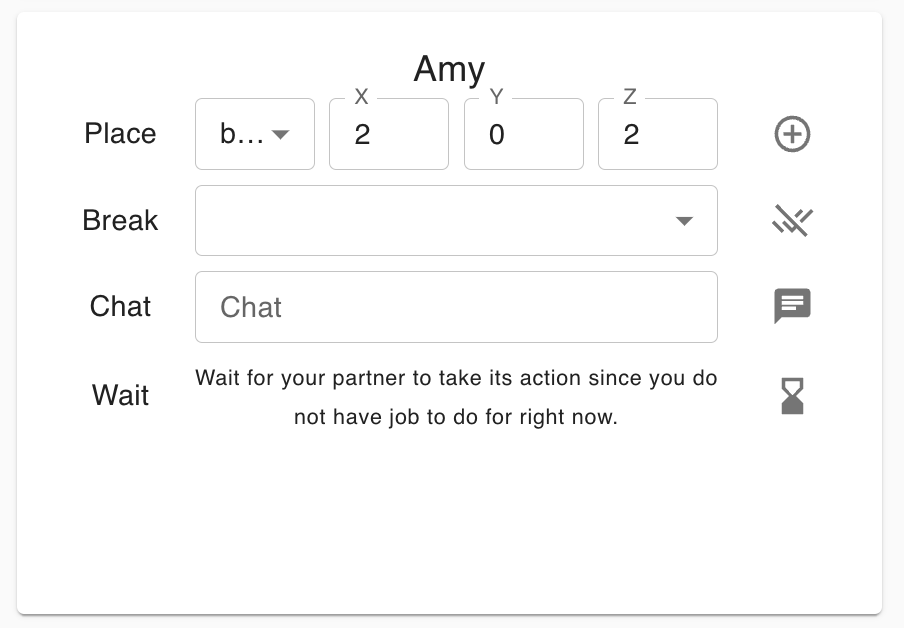 Amy
X Y Z
Place b... 2 0 2
Break
Chat Chat
Wait for your partner to take its action since you do
Wait
not have job to do for right now.